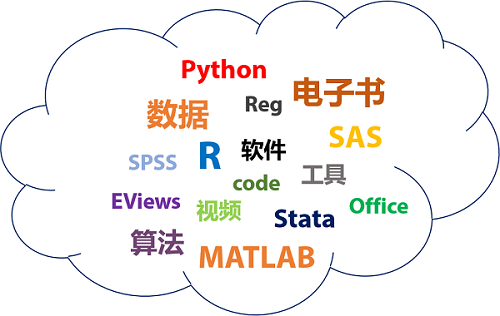 Python
电子书
数据
Reg
SAS
R
软件
SPSS
code
工具
EViews
视频
Stata
Office
算法
MATLAB